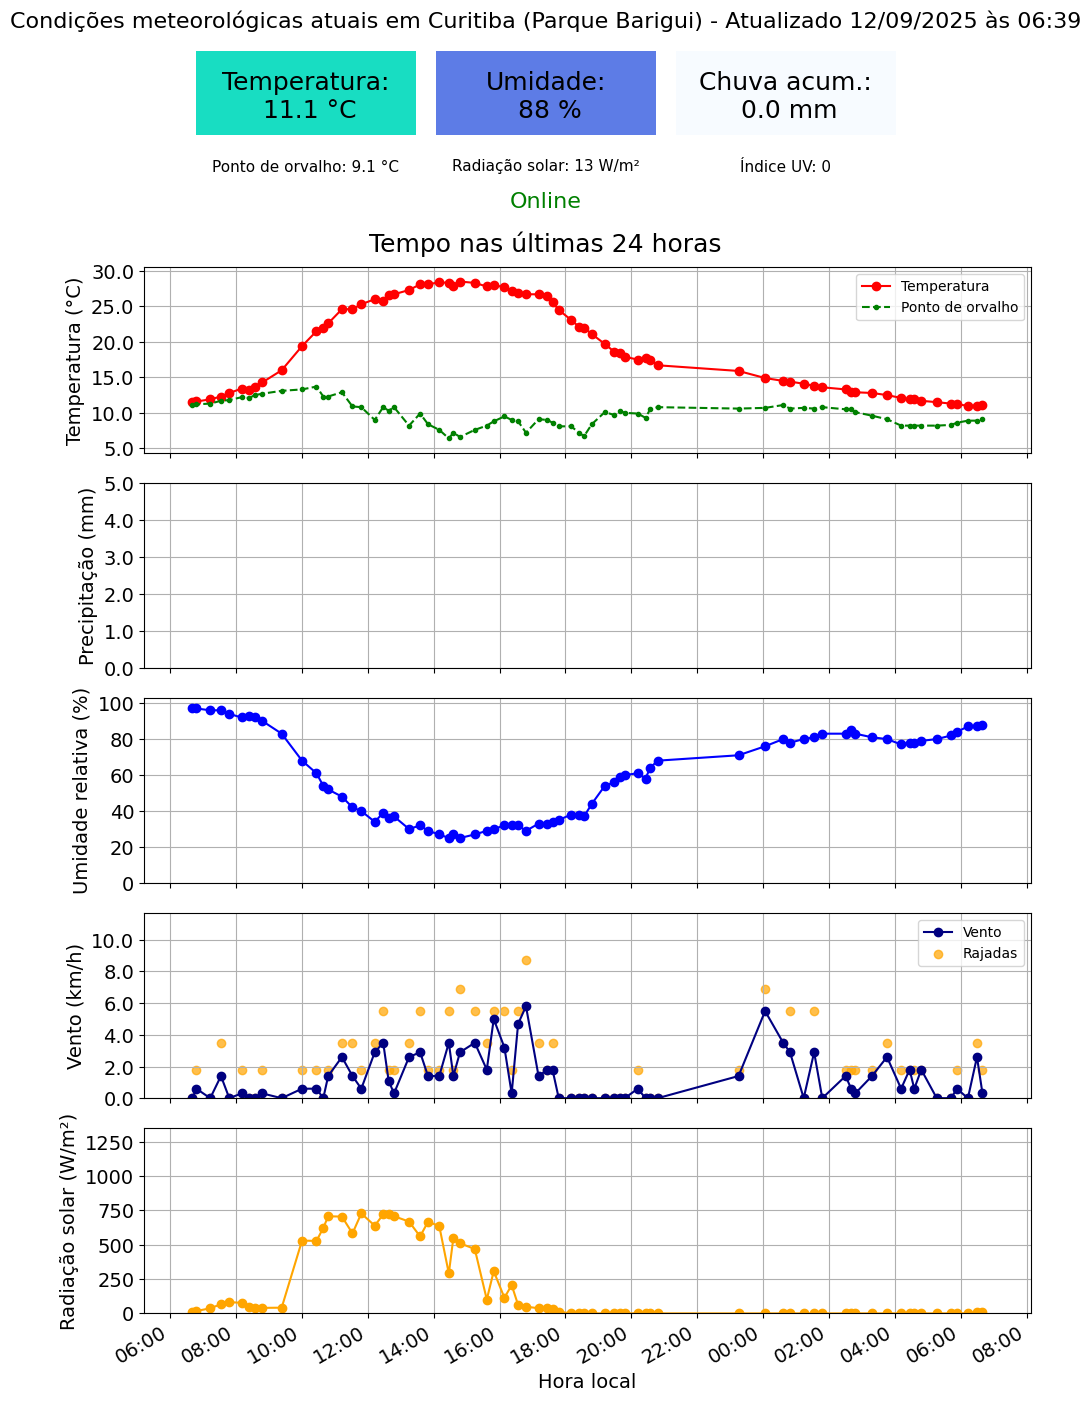 Condições meteorológicas atuais em Curitiba (Parque Barigui) - Atualizado 12/09/2025 às 06:39
Temperatura:
11.1 °C
Umidade:
88 %
Chuva acum.:
0.0 mm
Ponto de orvalho: 9.1 °C
Radiação solar: 13 W/m²
Índice UV: 0
Online
Tempo nas últimas 24 horas
Temperatura (°C)
30.0
25.0
20.0
15.0
10.0
5.0
Temperatura
Ponto de orvalho
Precipitação (mm)
5.0
4.0
3.0
2.0
1.0
0.0
Umidade relativa (%)
100
80
60
40
20
0
Vento (km/h)
10.0
8.0
6.0
4.0
2.0
0.0
Vento
Rajadas
Radiação solar (W/m²)
1250
1000
750
500
250
0
06:00
08:00
10:00
12:00
14:00
16:00
18:00
20:00
22:00
00:00
02:00
04:00
06:00
08:00
Hora local